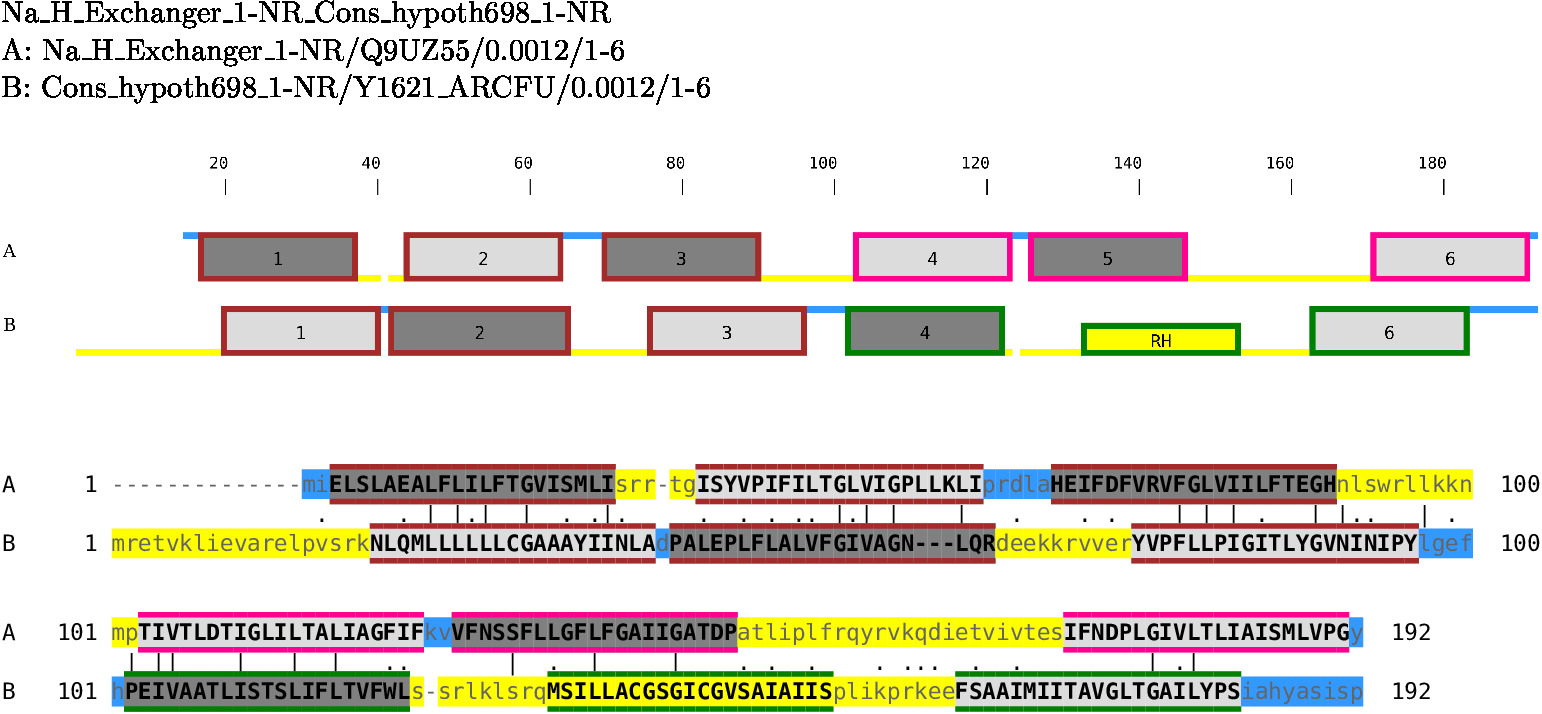 Na_H_Exchanger_1-NR_Cons_hypoth698_1-NR
A: Na_H_Exchanger_1-NR/Q9UZ55/0.0012/1-6
B: Cons_hypoth698_1-NR/Y1621_ARCFU/0.0012/1-6
20 40 60 80 100 120 140 160 180
A 1 2 3 4 5 6
B 1 2 3 4 RH 6
A 1 --------------miELSLAEALFLILFTGVISMLIsrr-tgISYVPIFILTGLVIGPLLKLIprdlaHEIFDFVRVFGLVIILFTEGHnlswrllkkn 100
B 1 mretvklievarelpvsrkNLQMLLLLLLCGAAAYIINLAdPALEPLFLALVFGIVAGN---LQRdeekkrvverYVPFLLPIGITLYGVNINIPYlgef 100
A 101 mpTIVTLDTIGLILTALIAGFIFkvVFNSSFLLGFLFGAIIGATDPatliplfrqyrvkqdietvivtesIFNDPLGIVLTLIAISMLVPGy 192
B 101 hPEIVAATLISTSLIFLTVFWLs-srlklsrqMSILLACGSGICGVSAIAIISplikprkeeFSAAIMIITAVGLTGAILYPSiahyasisp 192